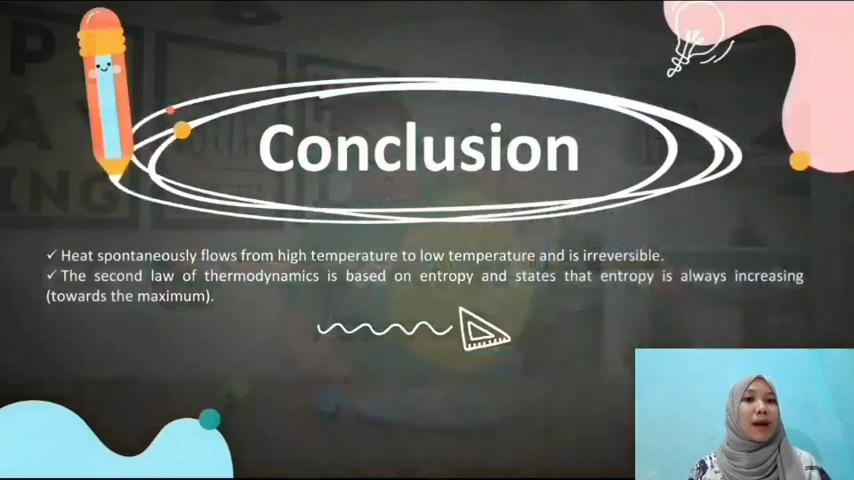 P
A
ING
Conclusion
✓ Heat spontaneously flows from high temperature to low temperature and is irreversible.
✓ The second law of thermodynamics is based on entropy and states that entropy is always increasing
(towards the maximum).